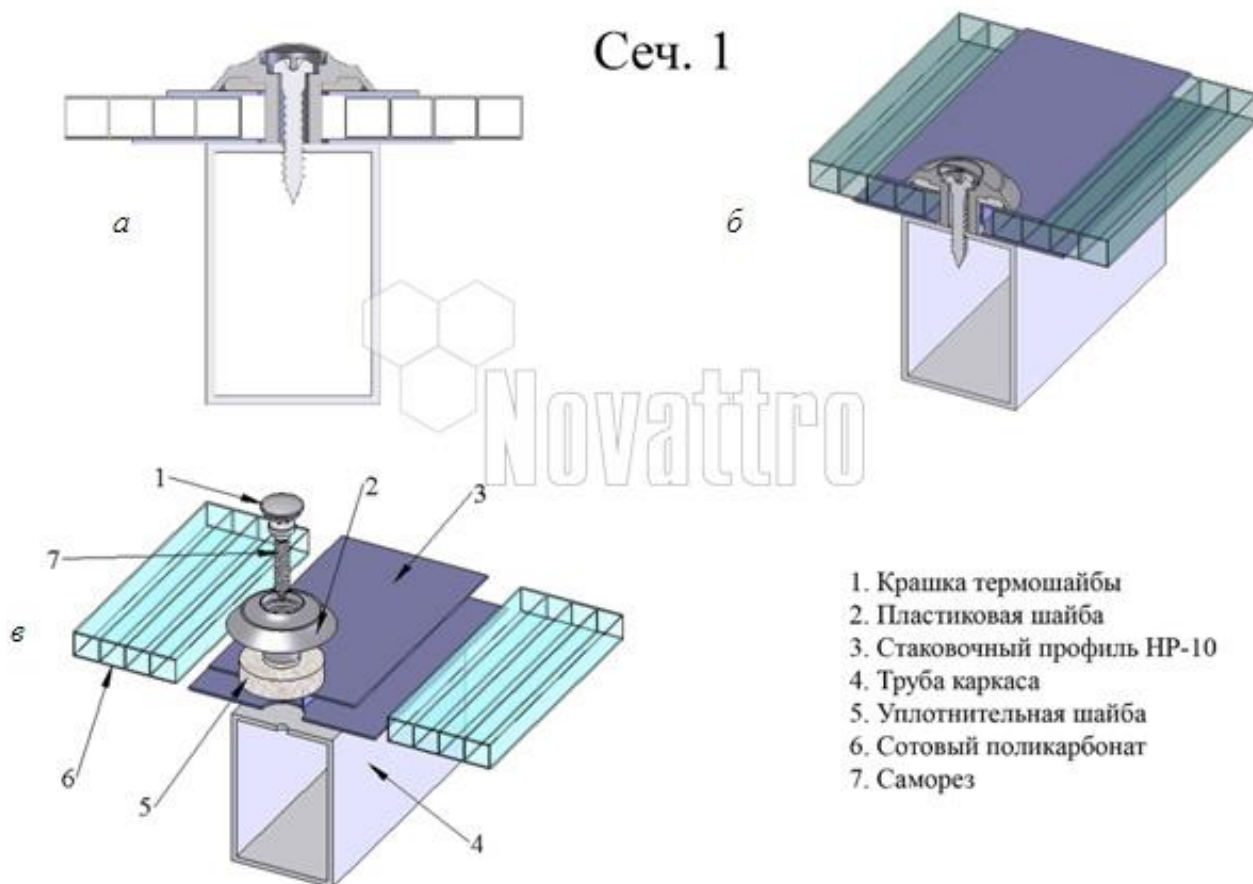 Сеч. 1
а
б
Novattro
1
2
3
7
в
6
5
4
1. Крашка термошайбы
2. Пластиковая шайба
3. Стаковочный профиль HP-10
4. Труба каркаса
5. Уплотнительная шайба
6. Сотовый поликарбонат
7. Саморез